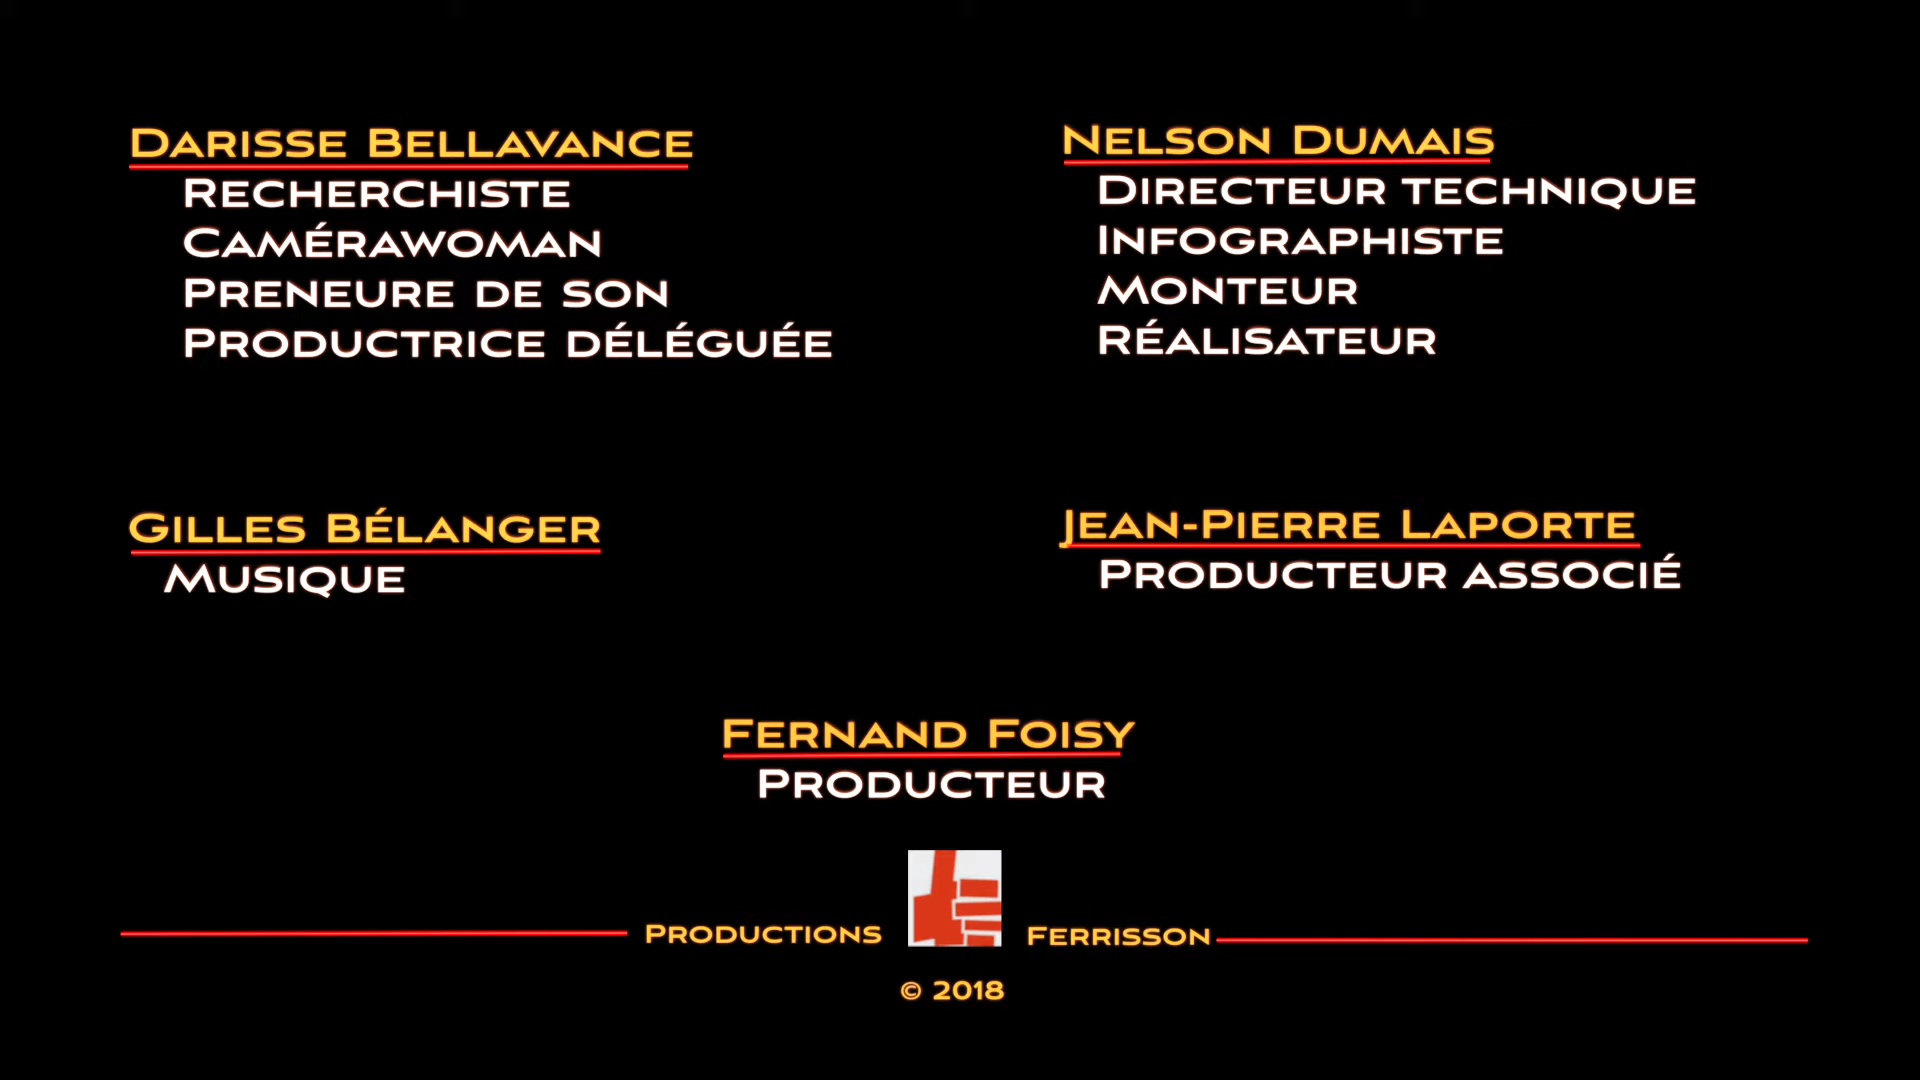 Darisse Bellavance
Recherchiste
Camérawoman
Preneure de son
Productrice déléguée
Nelson Dumais
Directeur technique
Infographiste
Monteur
Réalisateur
Gilles Bélanger
Musique
Jean-Pierre Laporte
Producteur associé
Fernand Foisy
Producteur
Productions Ferrisson
© 2018